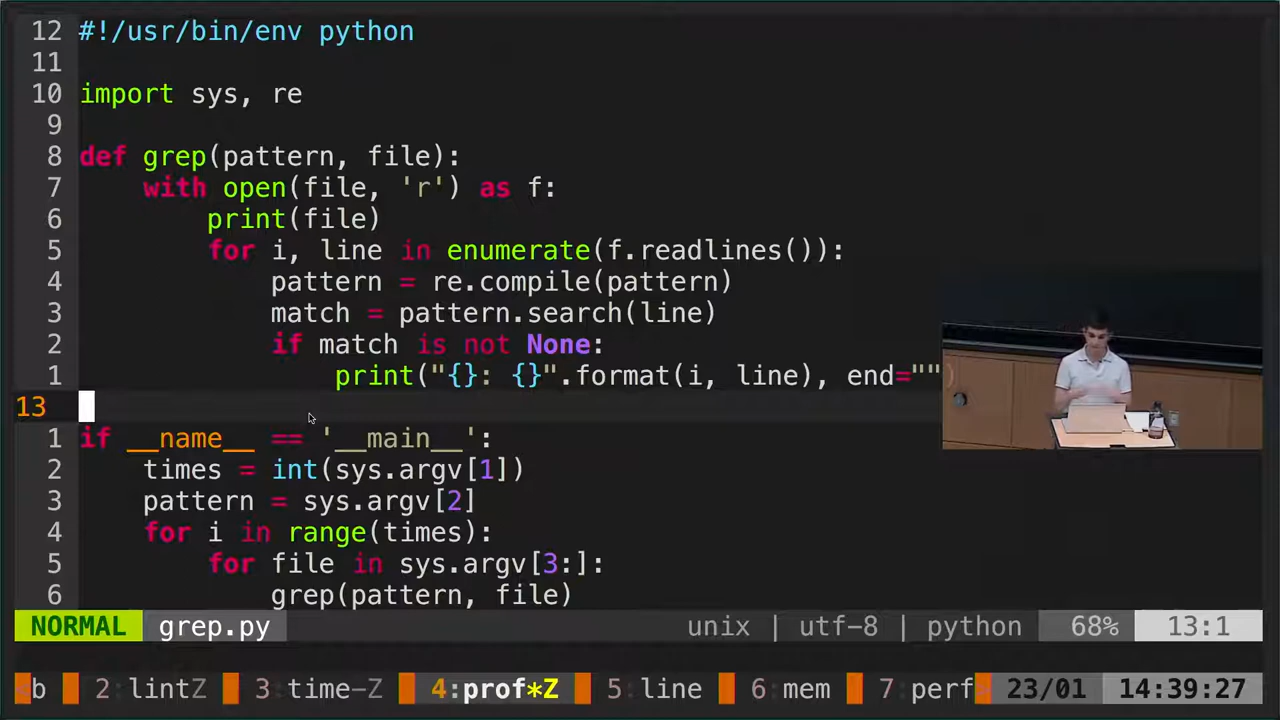 12 #!/usr/bin/env python
11
10 import sys, re
9
8 def grep(pattern, file):
7     with open(file, 'r') as f:
6         print(file)
5         for i, line in enumerate(f.readlines()):
4             pattern = re.compile(pattern)
3             match = pattern.search(line)
2             if match is not None:
1                 print("{}: {}".format(i, line), end="")
13
1 if __name__ == '__main__':
2     times = int(sys.argv[1])
3     pattern = sys.argv[2]
4     for i in range(times):
5         for file in sys.argv[3:]:
6             grep(pattern, file)
NORMAL grep.py unix | utf-8 | python 68% 13:1
b 2 lintZ 3 time-Z 4:prof*Z 5 line 6 mem 7 perf 23/01 14:39:27